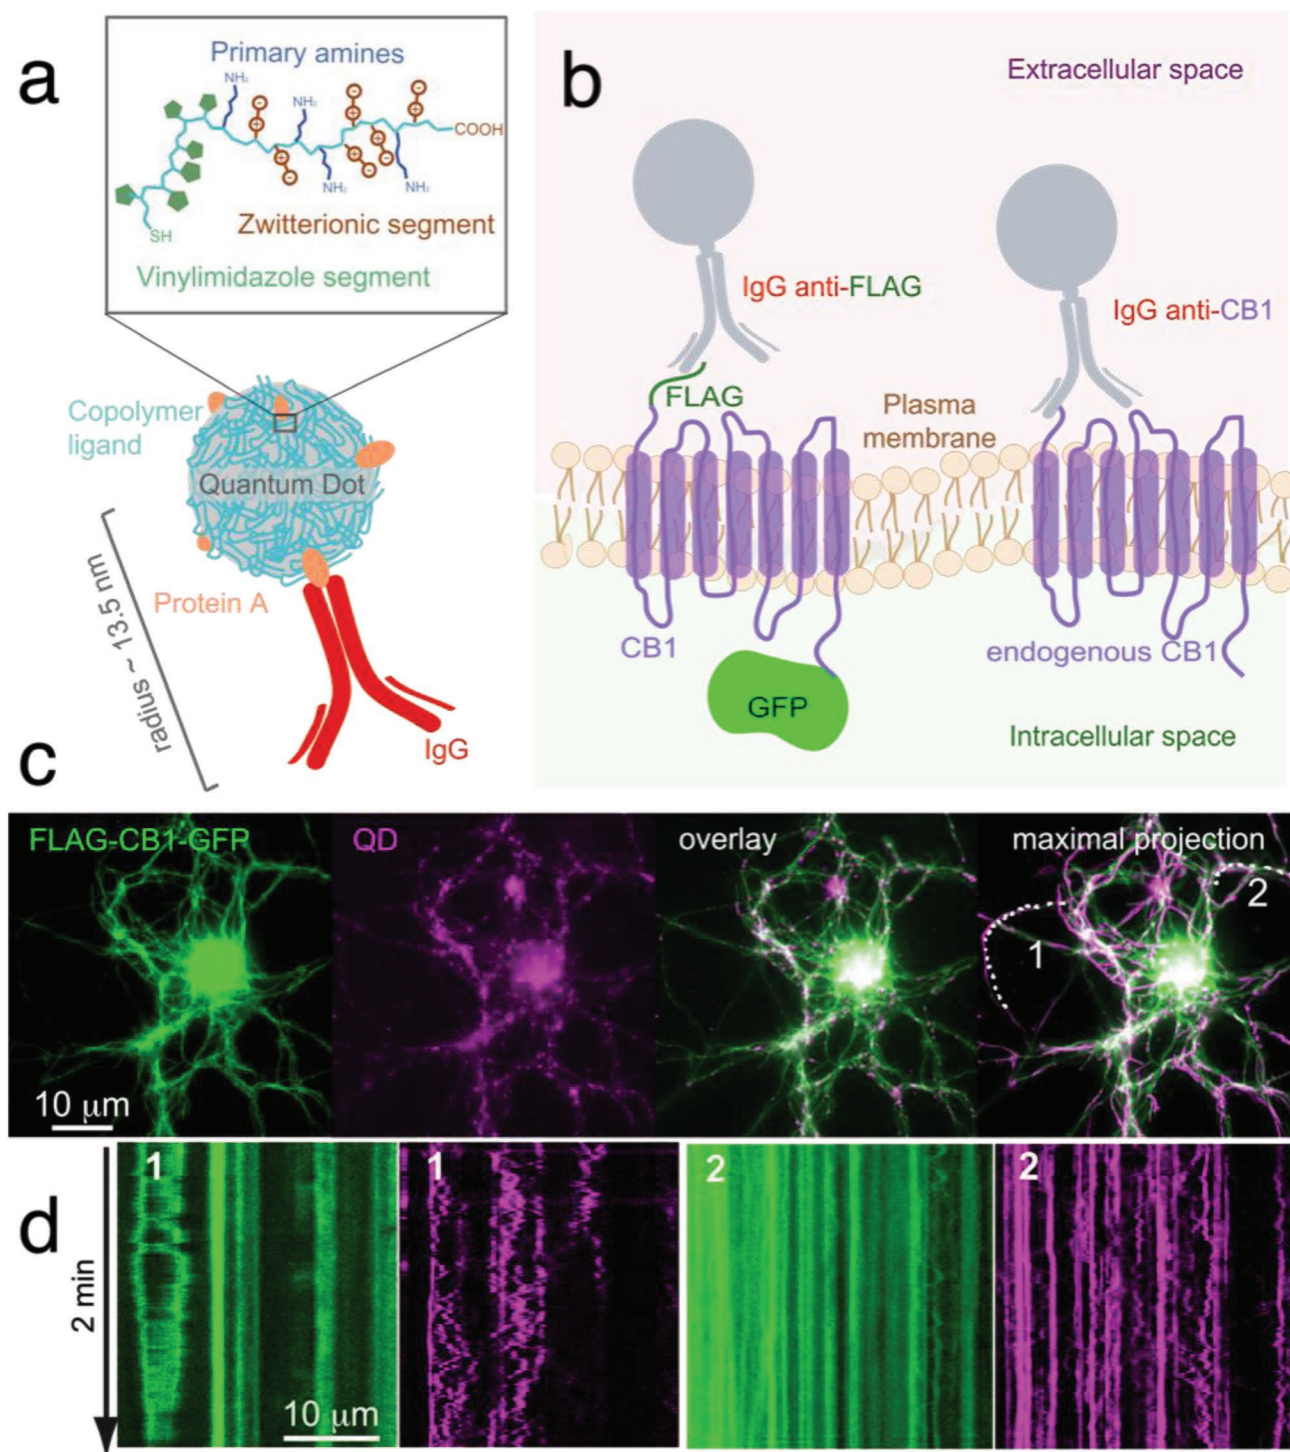 a
Primary amines
NH₂
NH₂
COOH
NH₂
NH₂
SH
Zwitterionic segment
Vinylimidazole segment
Copolymer
ligand
Quantum Dot
Protein A
radius ~ 13.5 nm
IgG
b
Extracellular space
IgG anti-FLAG
IgG anti-CB1
FLAG
Plasma
membrane
CB1
endogenous CB1
GFP
Intracellular space
c
FLAG-CB1-GFP
QD
overlay
maximal projection
1
2
10 µm
d
2 min
1
1
2
2
10 µm